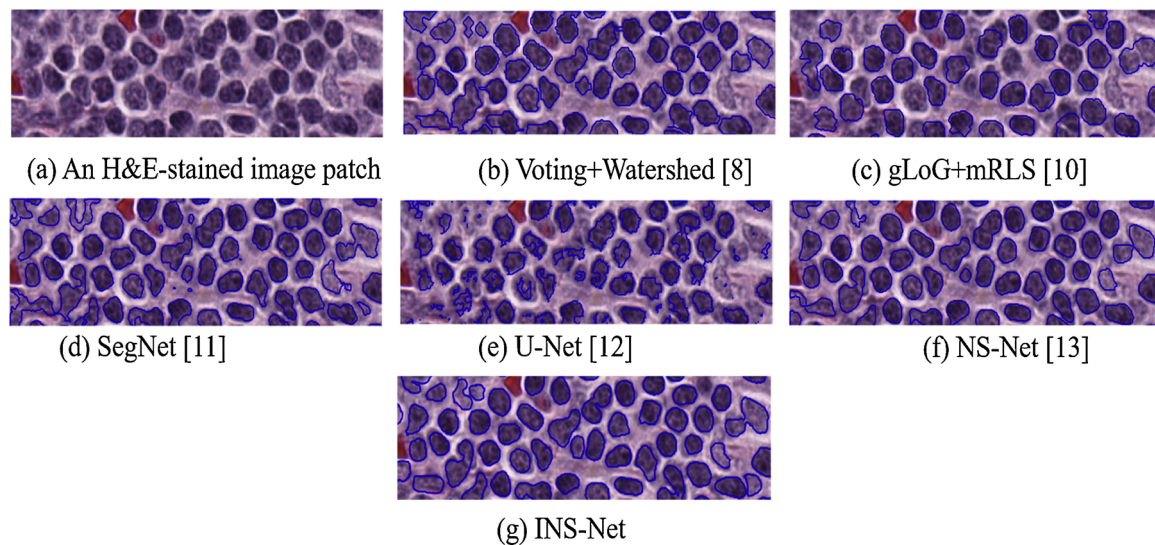 (a) An H&E-stained image patch
(b) Voting+Watershed [8]
(c) gLoG+mRLS [10]
(d) SegNet [11]
(e) U-Net [12]
(f) NS-Net [13]
(g) INS-Net